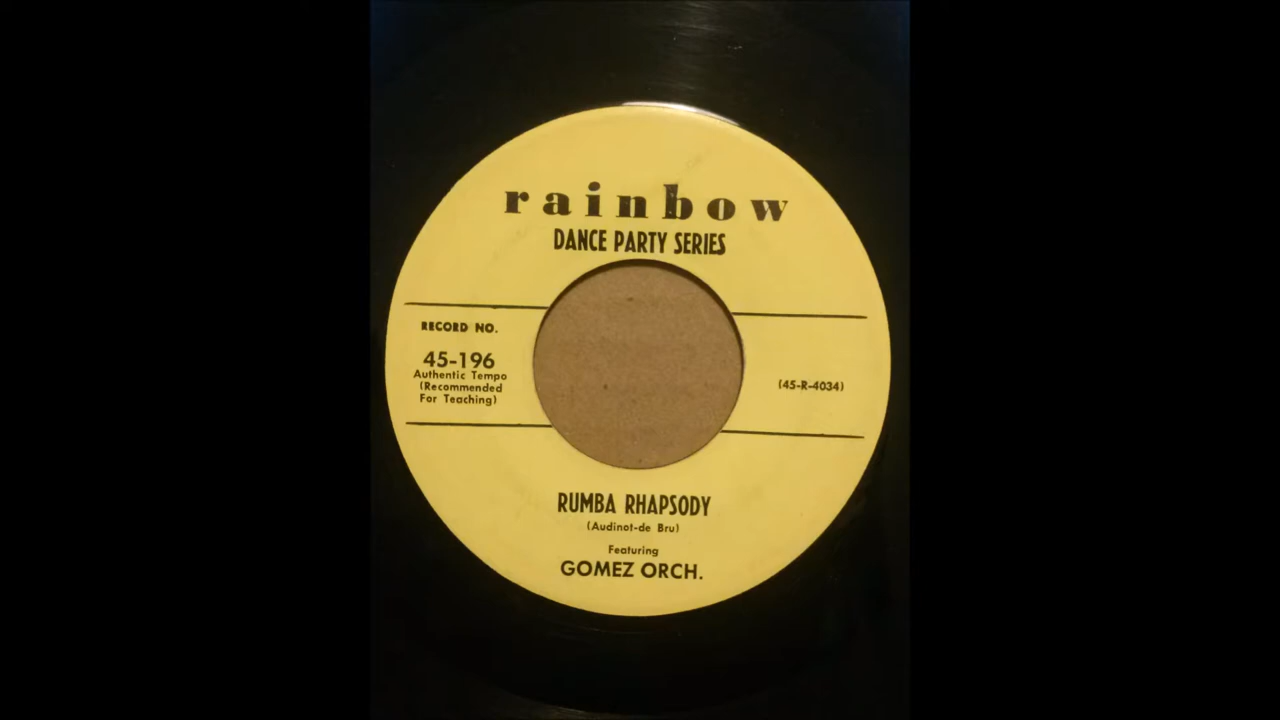 rainbow
DANCE PARTY SERIES
RECORD NO.
45-196
Authentic Tempo
(Recommended
For Teaching)
(45-R-4034)
RUMBA RHAPSODY
(Audinot-de Bru)
Featuring
GOMEZ ORCH.